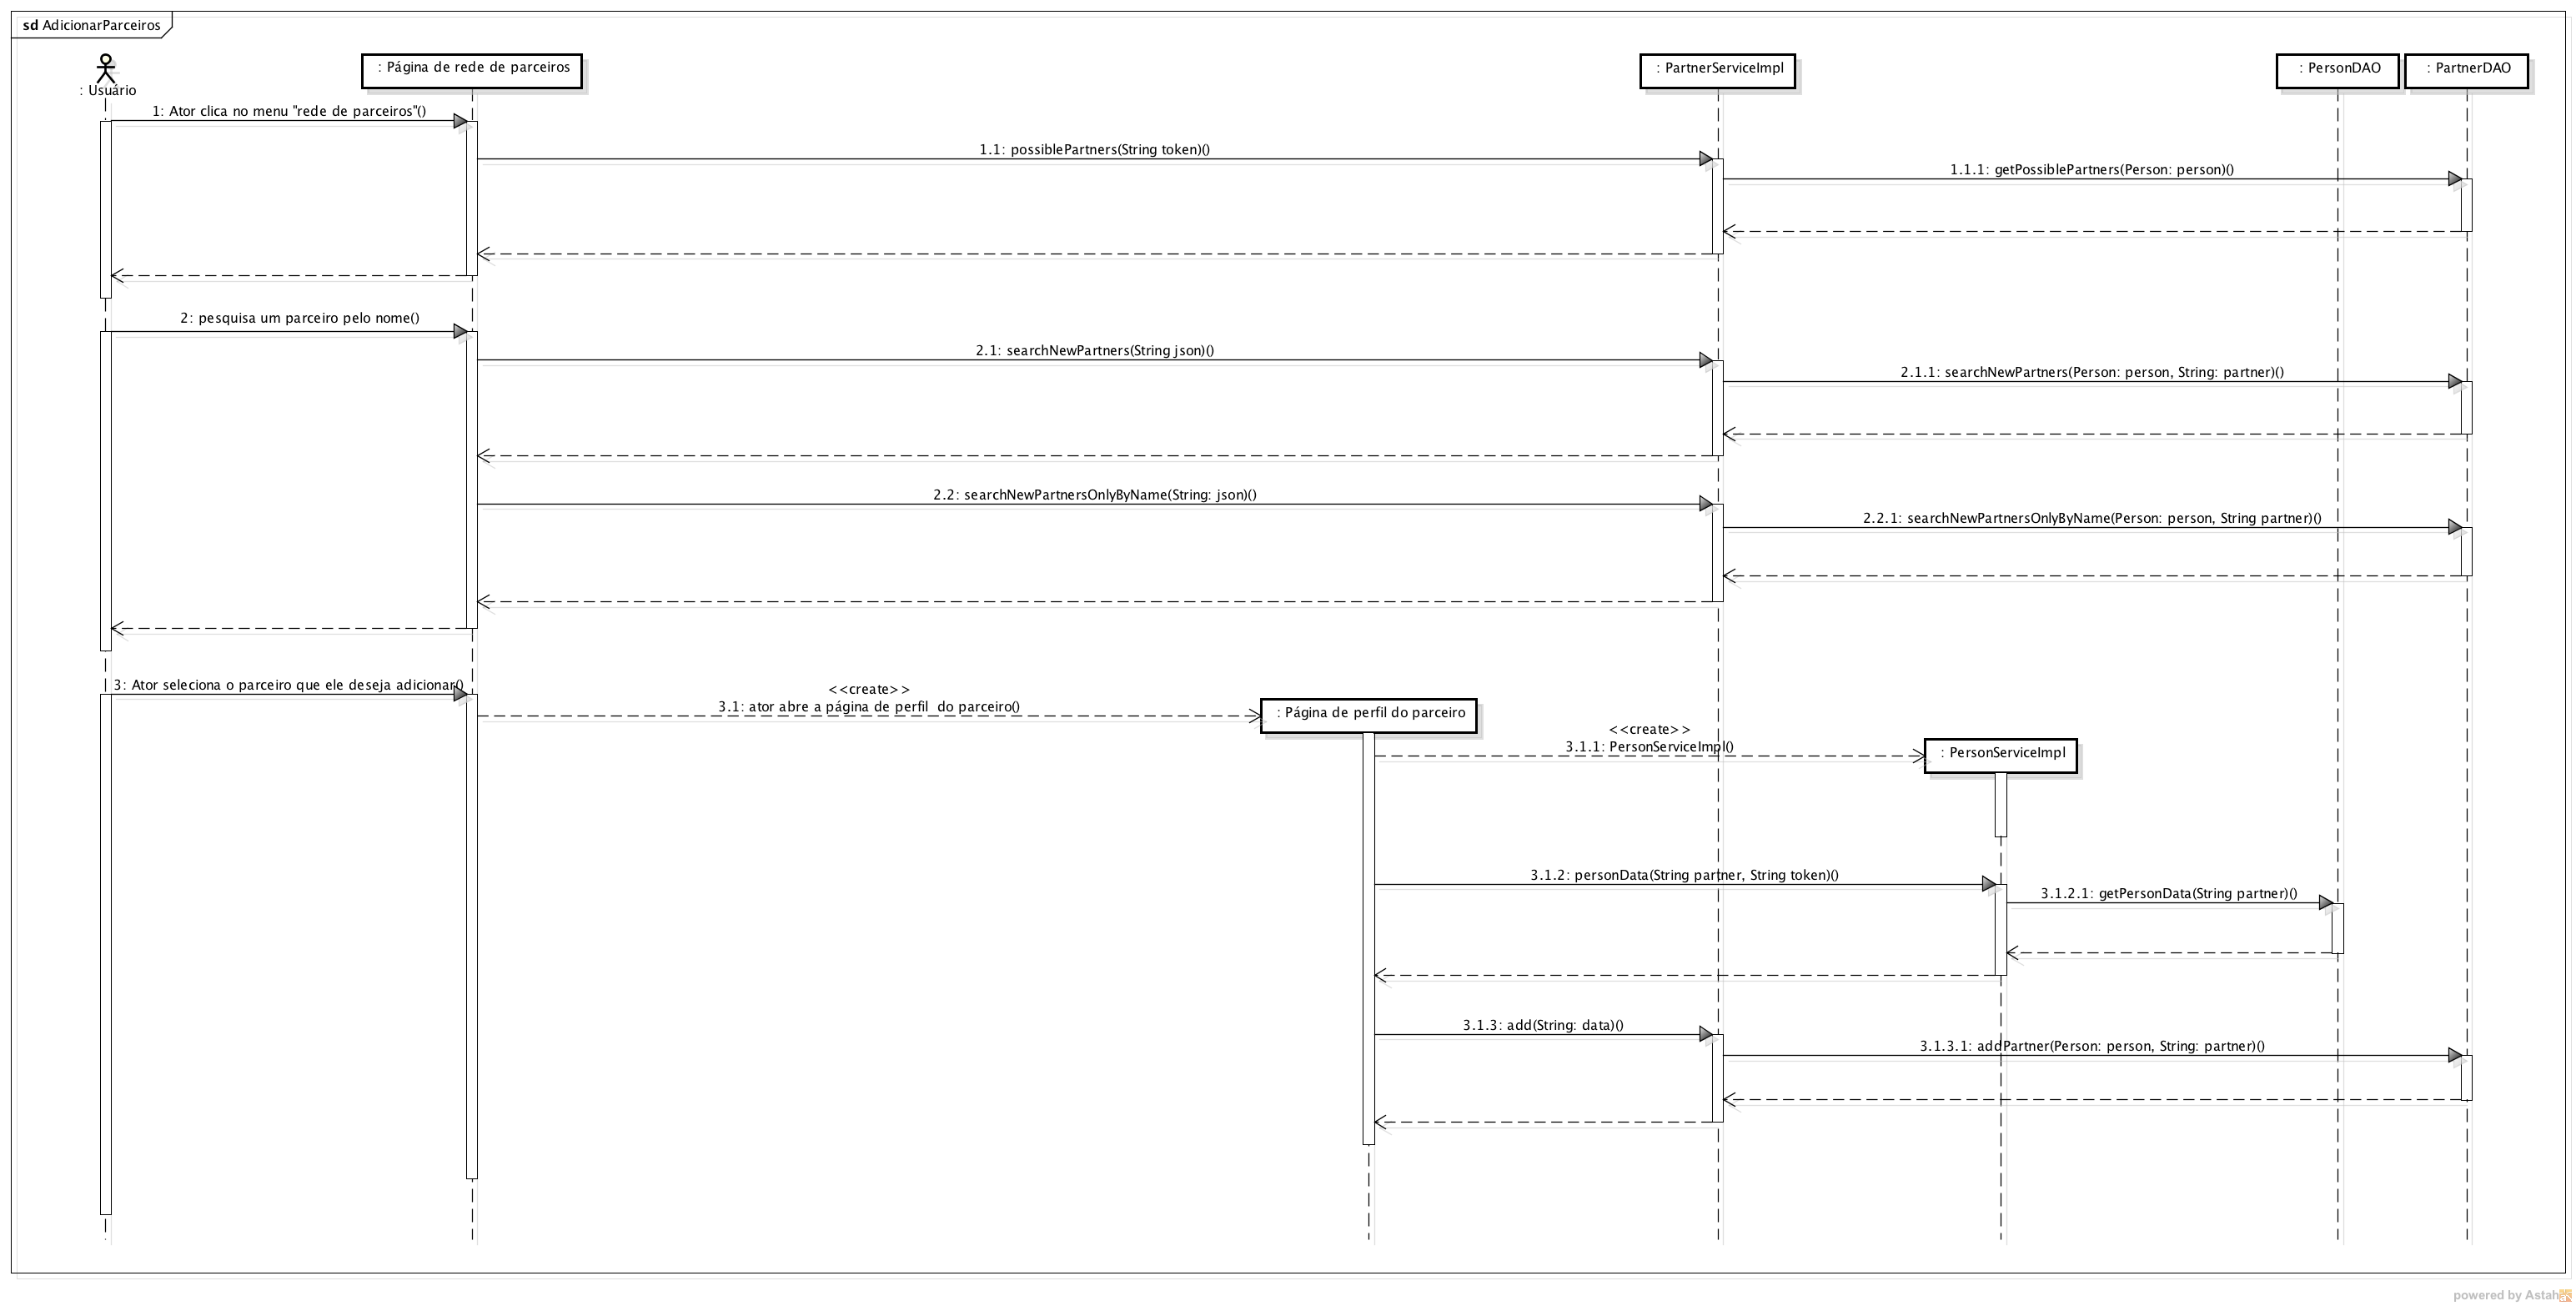 sd AdicionarParceiros
: Usuário
: Página de rede de parceiros
: PartnerServiceImpl
: PersonDAO
: PartnerDAO
1: Ator clica no menu "rede de parceiros"()
1.1: possiblePartners(String token)()
1.1.1: getPossiblePartners(Person: person)()
2: pesquisa um parceiro pelo nome()
2.1: searchNewPartners(String json)()
2.1.1: searchNewPartners(Person: person, String: partner)()
2.2: searchNewPartnersOnlyByName(String: json)()
2.2.1: searchNewPartnersOnlyByName(Person: person, String partner)()
3: Ator seleciona o parceiro que ele deseja adicionar()
<<create>>
3.1: ator abre a página de perfil  do parceiro()
: Página de perfil do parceiro
<<create>>
3.1.1: PersonServiceImpl()
: PersonServiceImpl
3.1.2: personData(String partner, String token)()
3.1.2.1: getPersonData(String partner)()
3.1.3: add(String: data)()
3.1.3.1: addPartner(Person: person, String: partner)()
powered by Astah